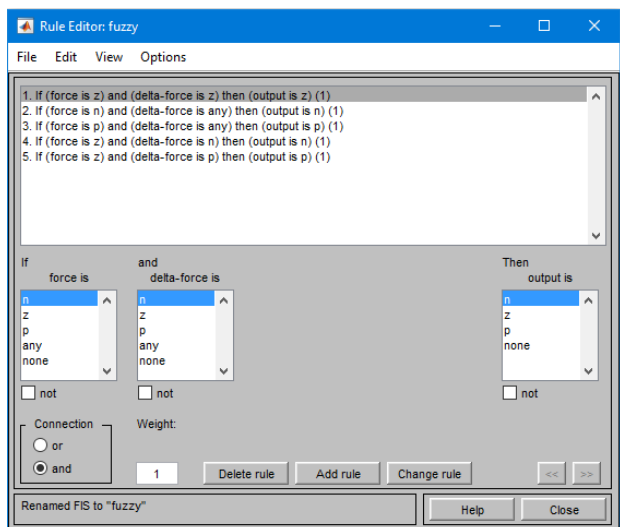 Rule Editor: fuzzy
File Edit View Options
1. If (force is z) and (delta-force is z) then (output is z) (1)
2. If (force is n) and (delta-force is any) then (output is n) (1)
3. If (force is p) and (delta-force is any) then (output is p) (1)
4. If (force is z) and (delta-force is n) then (output is n) (1)
5. If (force is z) and (delta-force is p) then (output is p) (1)
If and Then
force is delta-force is output is
n n n
z z z
p p p
any any none
none none
not not not
Connection Weight:
or
and 1 Delete rule Add rule Change rule << >>
Renamed FIS to "fuzzy" Help Close